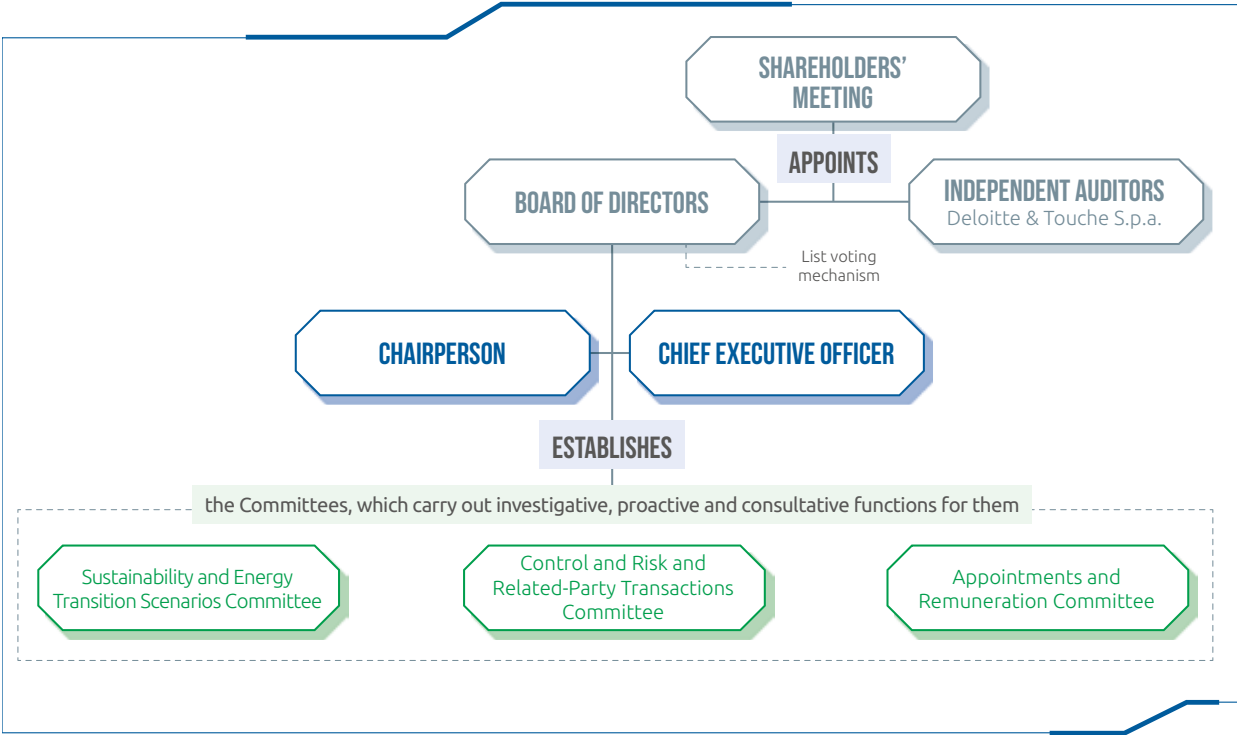 SHAREHOLDERS'
MEETING
APPOINTS
BOARD OF DIRECTORS
INDEPENDENT AUDITORS
Deloitte & Touche S.p.a.
List voting
mechanism
CHAIRPERSON
CHIEF EXECUTIVE OFFICER
ESTABLISHES
the Committees, which carry out investigative, proactive and consultative functions for them
Sustainability and Energy
Transition Scenarios Committee
Control and Risk and
Related-Party Transactions
Committee
Appointments and
Remuneration Committee